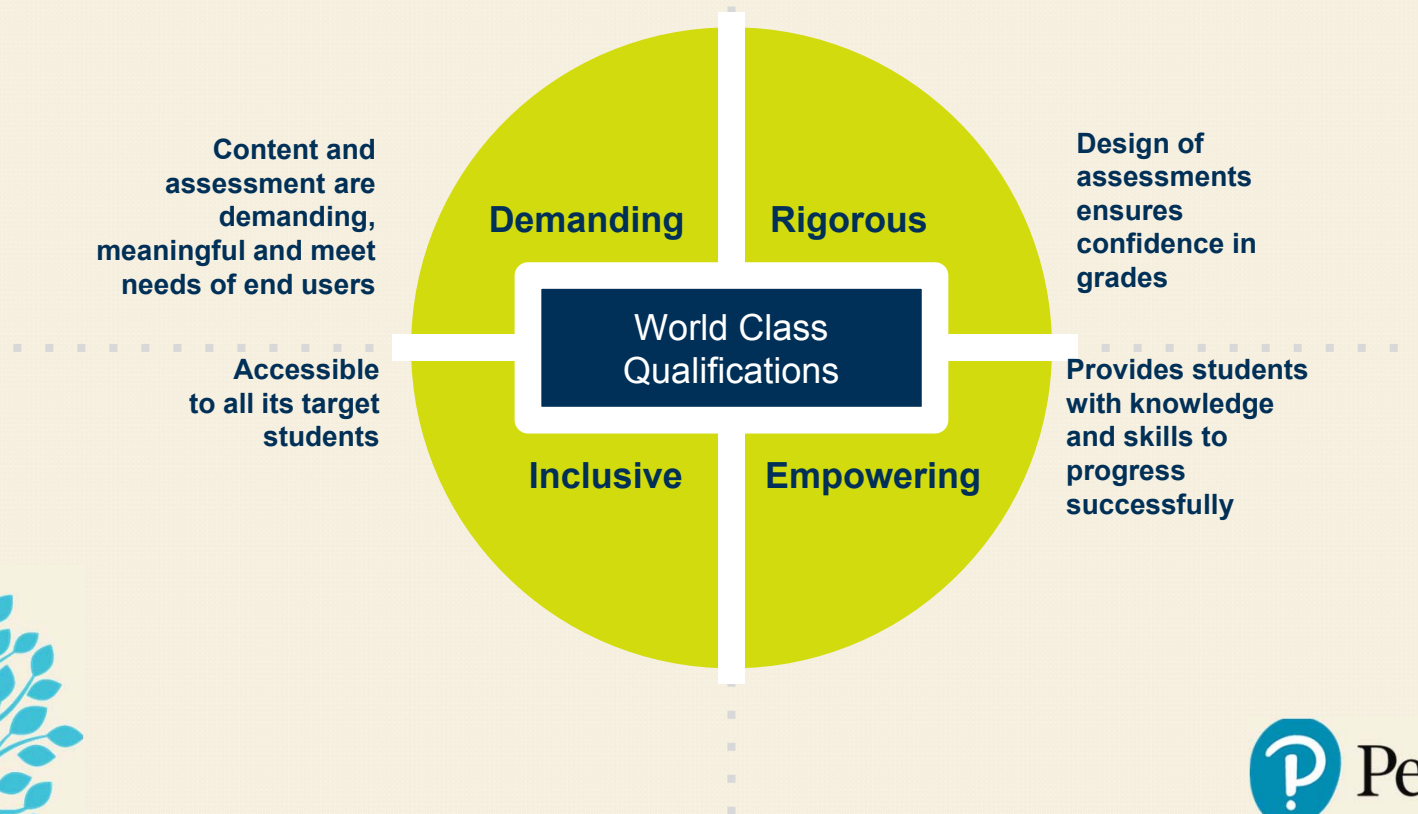 Content and
assessment are
demanding,
meaningful and meet
needs of end users
Demanding
Rigorous
Design of
assessments
ensures
confidence in
grades
World Class
Qualifications
Accessible
to all its target
students
Inclusive
Empowering
Provides students
with knowledge
and skills to
progress
successfully
P Pe